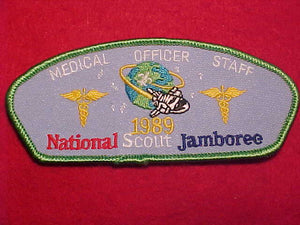 MEDICAL OFFICER STAFF
1989
National Scout Jamboree